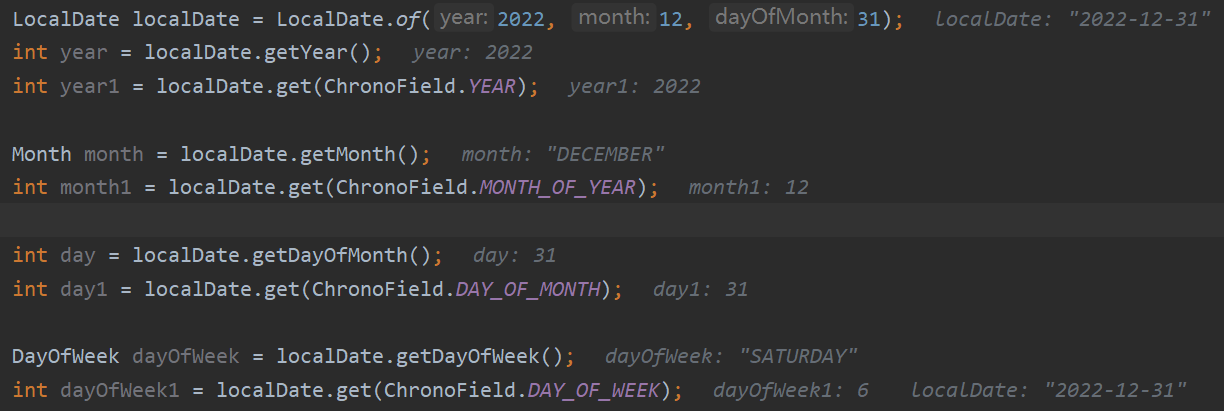 LocalDate localDate = LocalDate.of( year: 2022, month: 12, dayOfMonth: 31); localDate: "2022-12-31"
int year = localDate.getYear(); year: 2022
int year1 = localDate.get(ChronoField.YEAR); year1: 2022
Month month = localDate.getMonth(); month: "DECEMBER"
int month1 = localDate.get(ChronoField.MONTH_OF_YEAR); month1: 12
int day = localDate.getDayOfMonth(); day: 31
int day1 = localDate.get(ChronoField.DAY_OF_MONTH); day1: 31
DayOfWeek dayOfWeek = localDate.getDayOfWeek(); dayOfWeek: "SATURDAY"
int dayOfWeek1 = localDate.get(ChronoField.DAY_OF_WEEK); dayOfWeek1: 6 localDate: "2022-12-31"